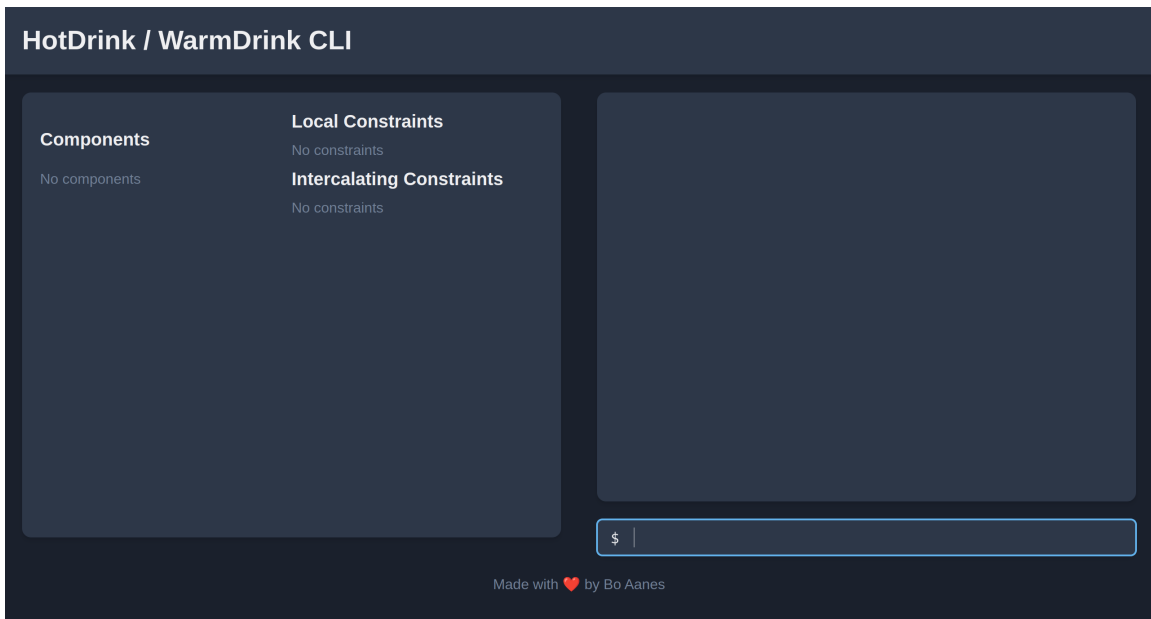 HotDrink / WarmDrink CLI
Components
No components
Local Constraints
No constraints
Intercalating Constraints
No constraints
$
Made with ❤️ by Bo Aanes